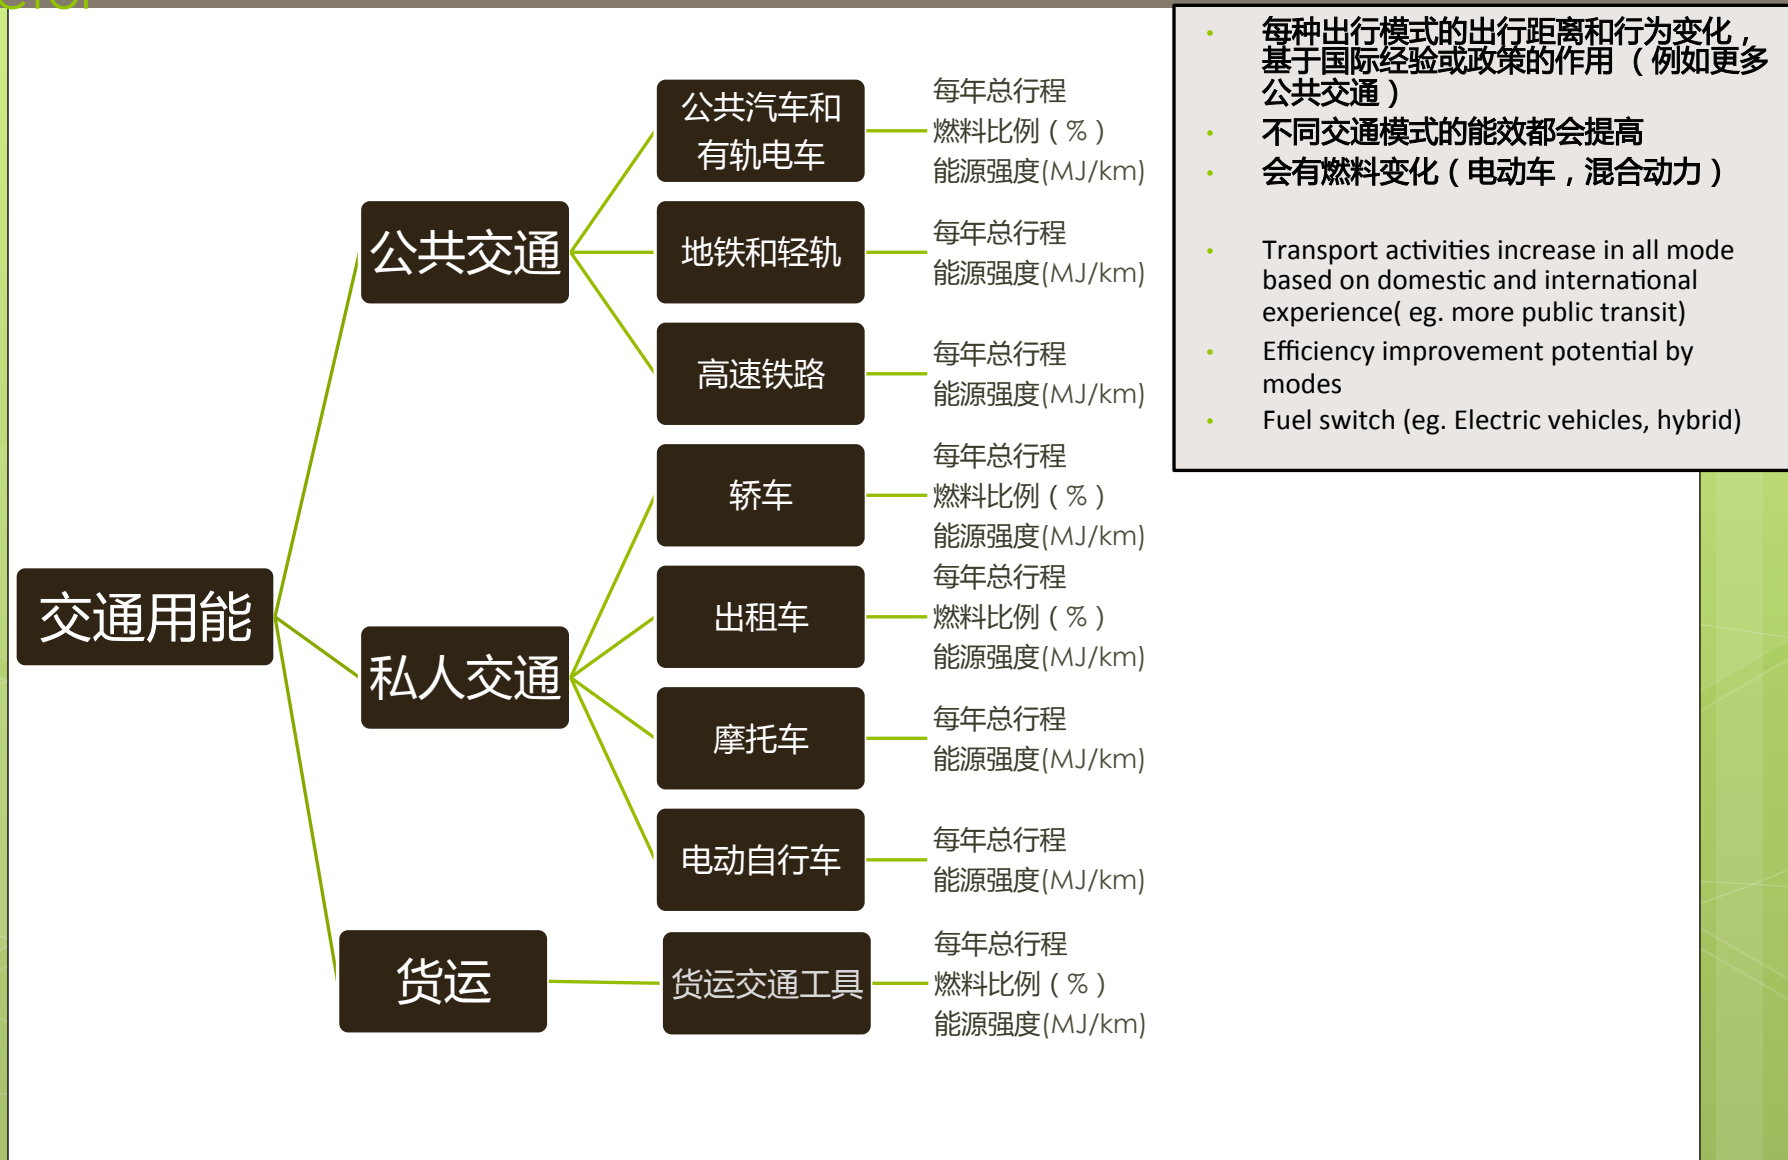 每种出行模式的出行距离和行为变化，
基于国际经验或政策的作用 （例如更多
公共交通）
不同交通模式的能效都会提高
会有燃料变化（电动车，混合动力）
Transport activities increase in all mode
based on domestic and international
experience( eg. more public transit)
Efficiency improvement potential by
modes
Fuel switch (eg. Electric vehicles, hybrid)
交通用能
公共交通
公共汽车和
有轨电车
每年总行程
燃料比例（%）
能源强度(MJ/km)
地铁和轻轨
每年总行程
能源强度(MJ/km)
高速铁路
每年总行程
能源强度(MJ/km)
私人交通
轿车
每年总行程
燃料比例（%）
能源强度(MJ/km)
出租车
每年总行程
燃料比例（%）
能源强度(MJ/km)
摩托车
每年总行程
能源强度(MJ/km)
电动自行车
每年总行程
能源强度(MJ/km)
货运
货运交通工具
每年总行程
燃料比例（%）
能源强度(MJ/km)